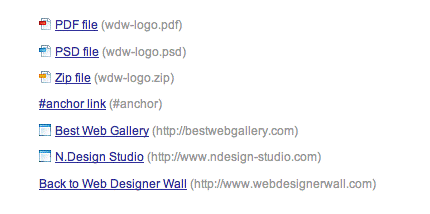 PDF file (wdw-logo.pdf)
PSD file (wdw-logo.psd)
Zip file (wdw-logo.zip)
#anchor link (#anchor)
Best Web Gallery (http://bestwebgallery.com)
N.Design Studio (http://www.ndesign-studio.com)
Back to Web Designer Wall (http://www.webdesignerwall.com)